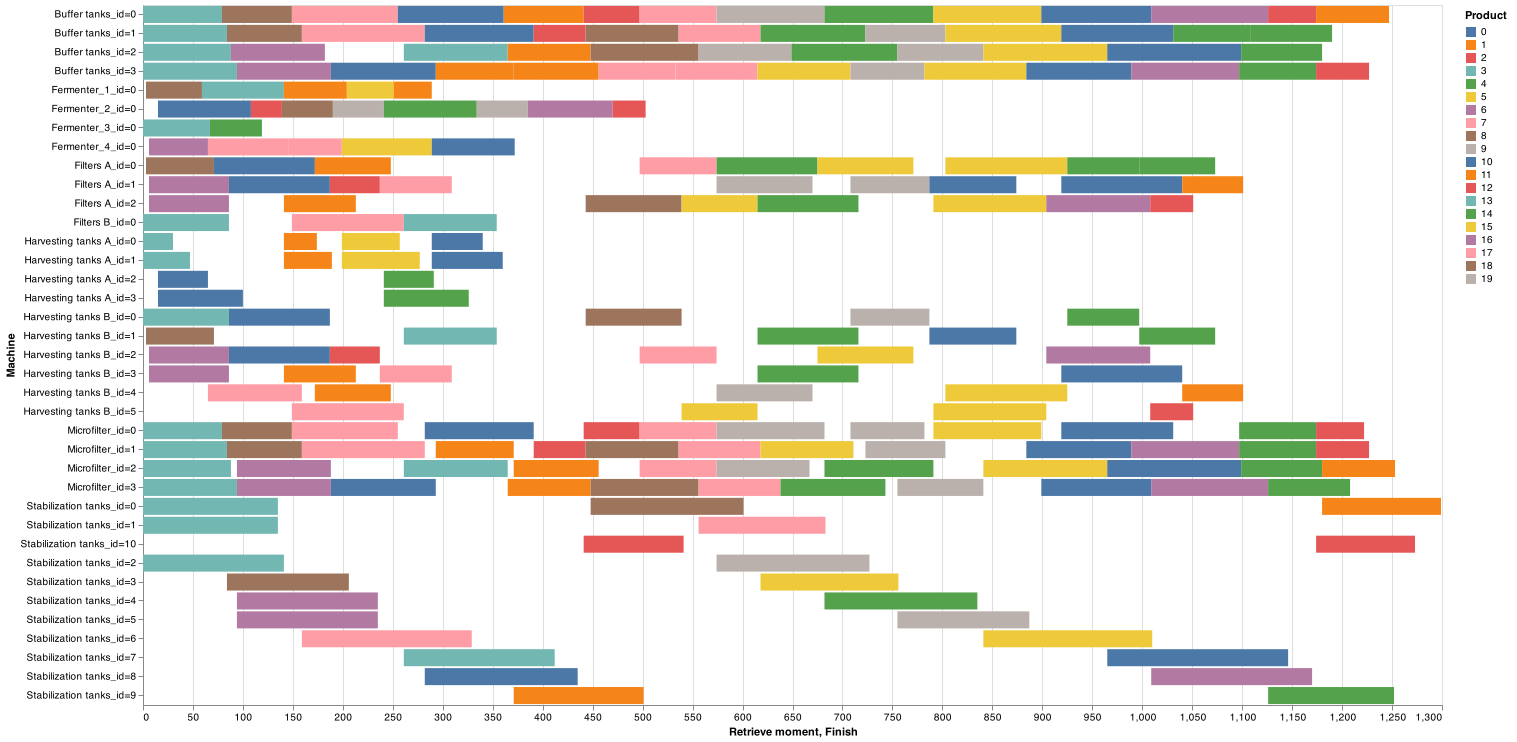 Machine
Buffer tanks_id=0
Buffer tanks_id=1
Buffer tanks_id=2
Buffer tanks_id=3
Fermenter_1_id=0
Fermenter_2_id=0
Fermenter_3_id=0
Fermenter_4_id=0
Filters A_id=0
Filters A_id=1
Filters A_id=2
Filters B_id=0
Harvesting tanks A_id=0
Harvesting tanks A_id=1
Harvesting tanks A_id=2
Harvesting tanks A_id=3
Harvesting tanks B_id=0
Harvesting tanks B_id=1
Harvesting tanks B_id=2
Harvesting tanks B_id=3
Harvesting tanks B_id=4
Harvesting tanks B_id=5
Microfilter_id=0
Microfilter_id=1
Microfilter_id=2
Microfilter_id=3
Stabilization tanks_id=0
Stabilization tanks_id=1
Stabilization tanks_id=10
Stabilization tanks_id=2
Stabilization tanks_id=3
Stabilization tanks_id=4
Stabilization tanks_id=5
Stabilization tanks_id=6
Stabilization tanks_id=7
Stabilization tanks_id=8
Stabilization tanks_id=9
0 50 100 150 200 250 300 350 400 450 500 550 600 650 700 750 800 850 900 950 1,000 1,050 1,100 1,150 1,200 1,250 1,300
Retrieve moment, Finish
Product
0
1
2
3
4
5
6
7
8
9
10
11
12
13
14
15
16
17
18
19